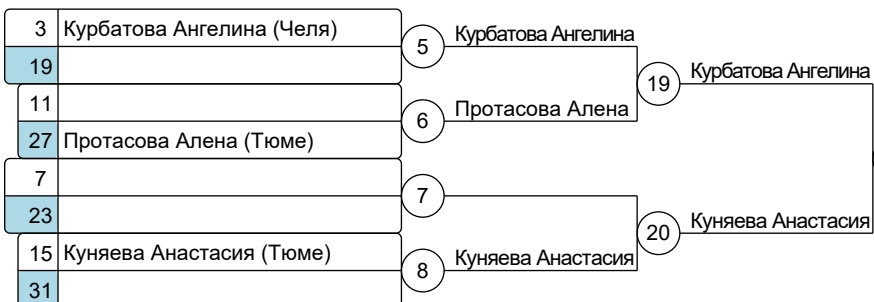 3 Курбатова Ангелина (Челя)
19
5 Курбатова Ангелина
19 Курбатова Ангелина
11
27 Протасова Алена (Тюме)
6 Протасова Алена
7
23
7
20 Куняева Анастасия
15 Куняева Анастасия (Тюме)
31
8 Куняева Анастасия